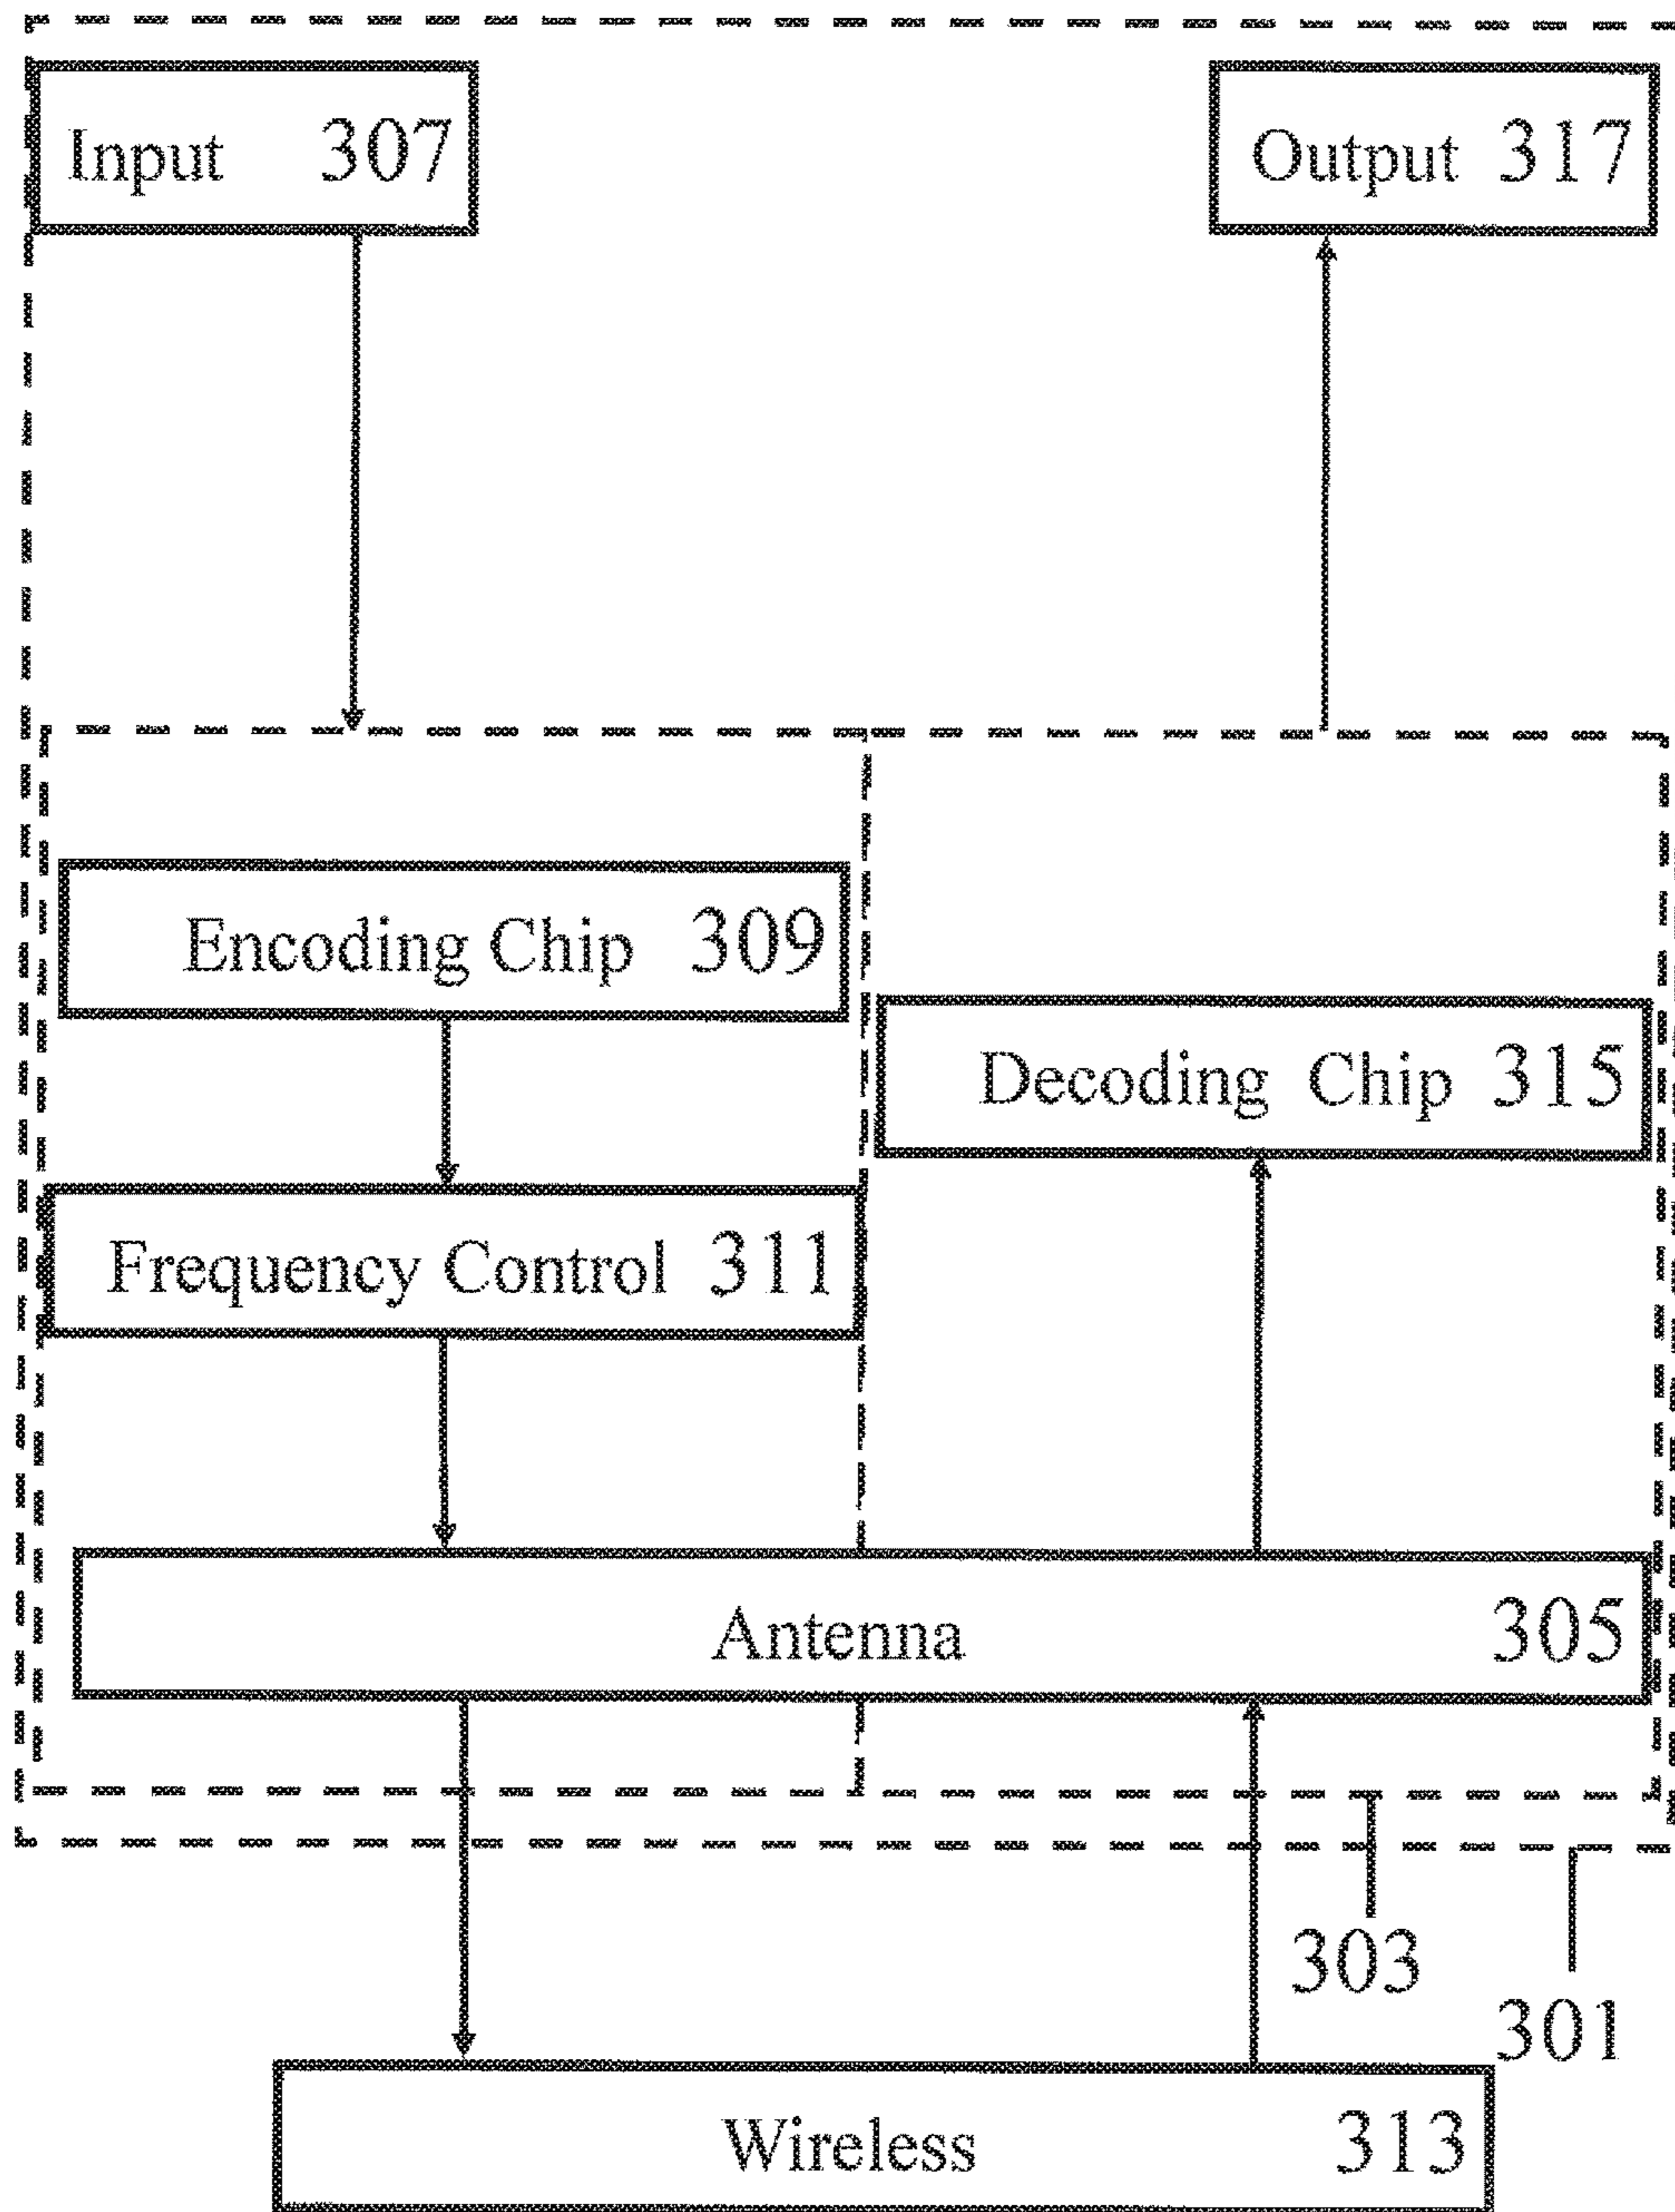 Input 307
Output 317
Encoding Chip 309
Decoding Chip 315
Frequency Control 311
Antenna 305
303
301
Wireless 313